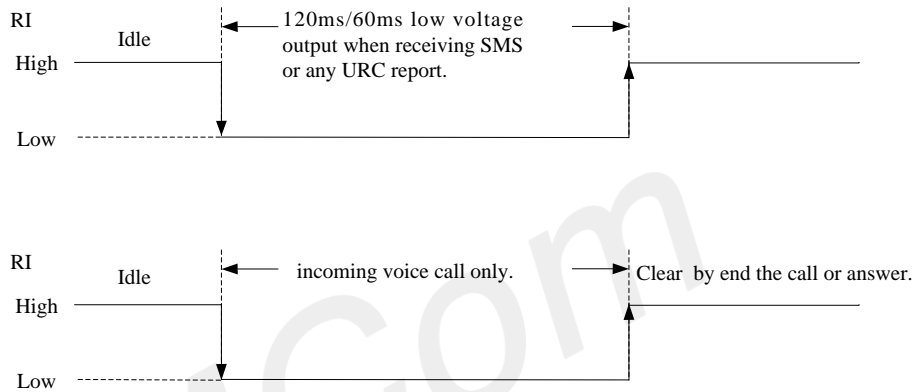 RI
Idle
120ms/60ms low voltage
output when receiving SMS
or any URC report.
High
Low
RI
Idle
incoming voice call only.
Clear by end the call or answer.
High
Low
Com